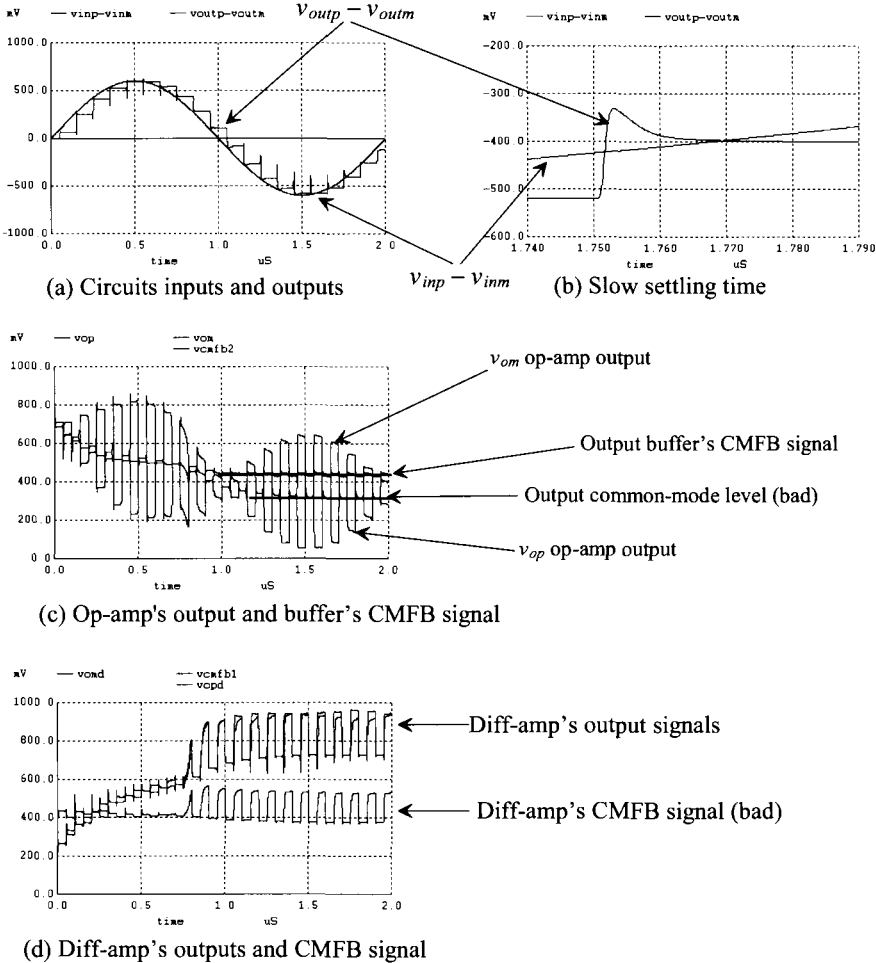 mV — vinp-vinm — voutp-voutm
1000.0
500.0
0.0
-500.0
-1000.0
0.0 0.5 1.0 1.5 2.0
time uS
(a) Circuits inputs and outputs
v_outp − v_outm
v_inp − v_inm
mV — vinp-vinm — voutp-voutm
-200.0
-300.0
-400.0
-500.0
-600.0
1.740 1.750 1.760 1.770 1.780 1.790
time uS
(b) Slow settling time
mV — vop — vom
— vcmfb2
1000.0
800.0
600.0
400.0
200.0
0.0
0.0 0.5 1.0 1.5 2.0
time uS
v_om op-amp output
Output buffer's CMFB signal
Output common-mode level (bad)
v_op op-amp output
(c) Op-amp's output and buffer's CMFB signal
mV — vomd — vcmfb1
— vopd
1000.0
800.0
600.0
400.0
200.0
0.0
0.0 0.5 1.0 1.5 2.0
time uS
Diff-amp's output signals
Diff-amp's CMFB signal (bad)
(d) Diff-amp's outputs and CMFB signal